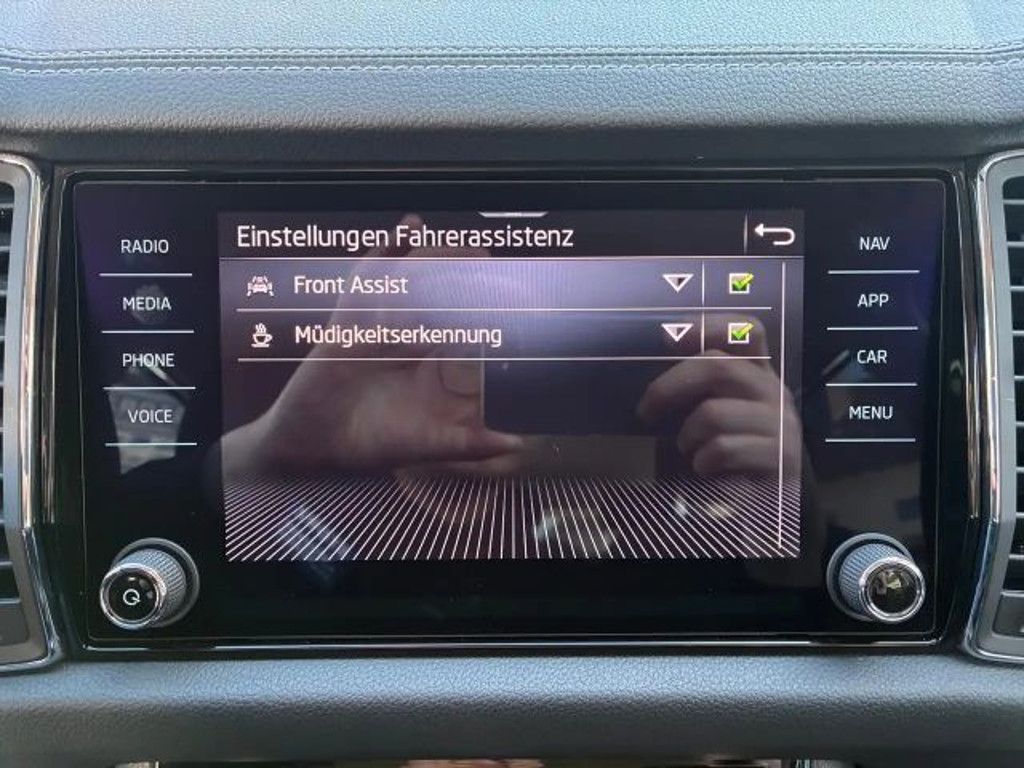 Einstellungen Fahrerassistenz
Front Assist
Müdigkeitserkennung
RADIO
MEDIA
PHONE
VOICE
NAV
APP
CAR
MENU